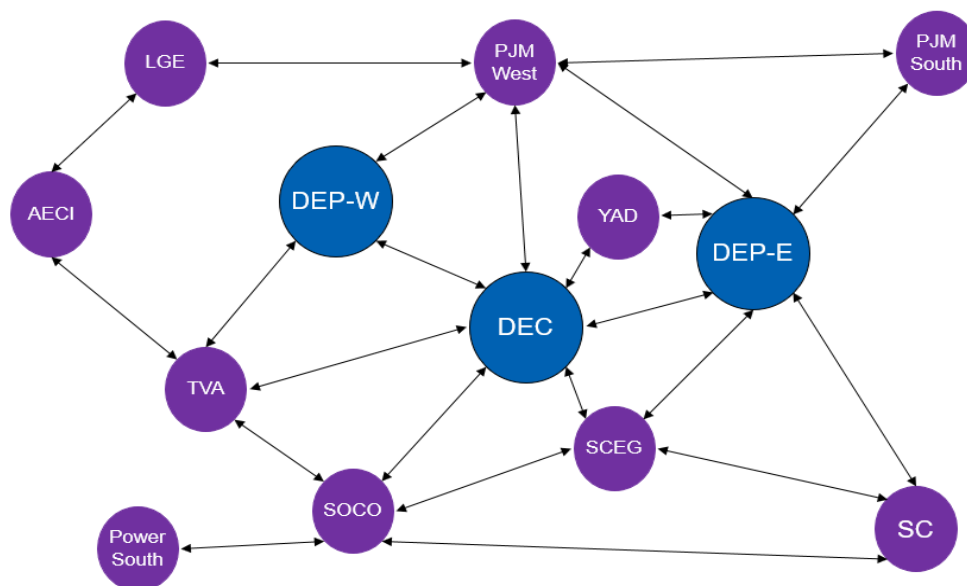 LGE
PJM
West
PJM
South
DEP-W
AECI
YAD
DEP-E
DEC
TVA
SCEG
SOCO
Power
South
SC